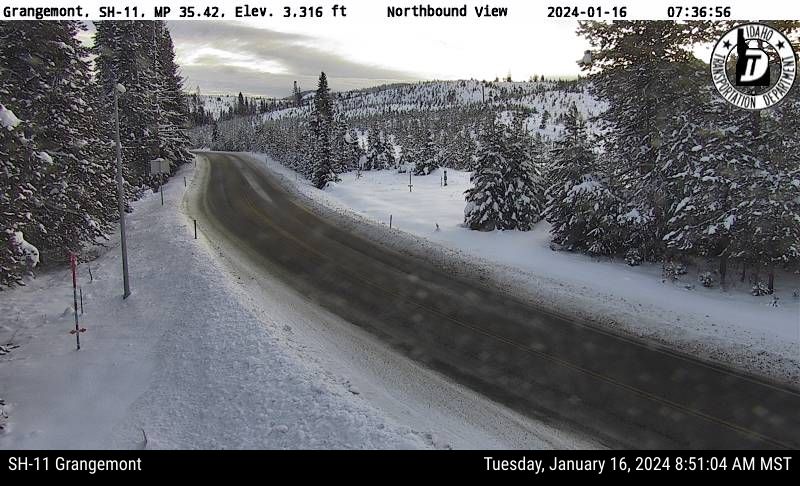 Grangemont, SH-11, MP 35.42, Elev. 3,316 ft Northbound View 2024-01-16 07:36:56
IDAHO
TRANSPORTATION DEPARTMENT
SH-11 Grangemont Tuesday, January 16, 2024 8:51:04 AM MST